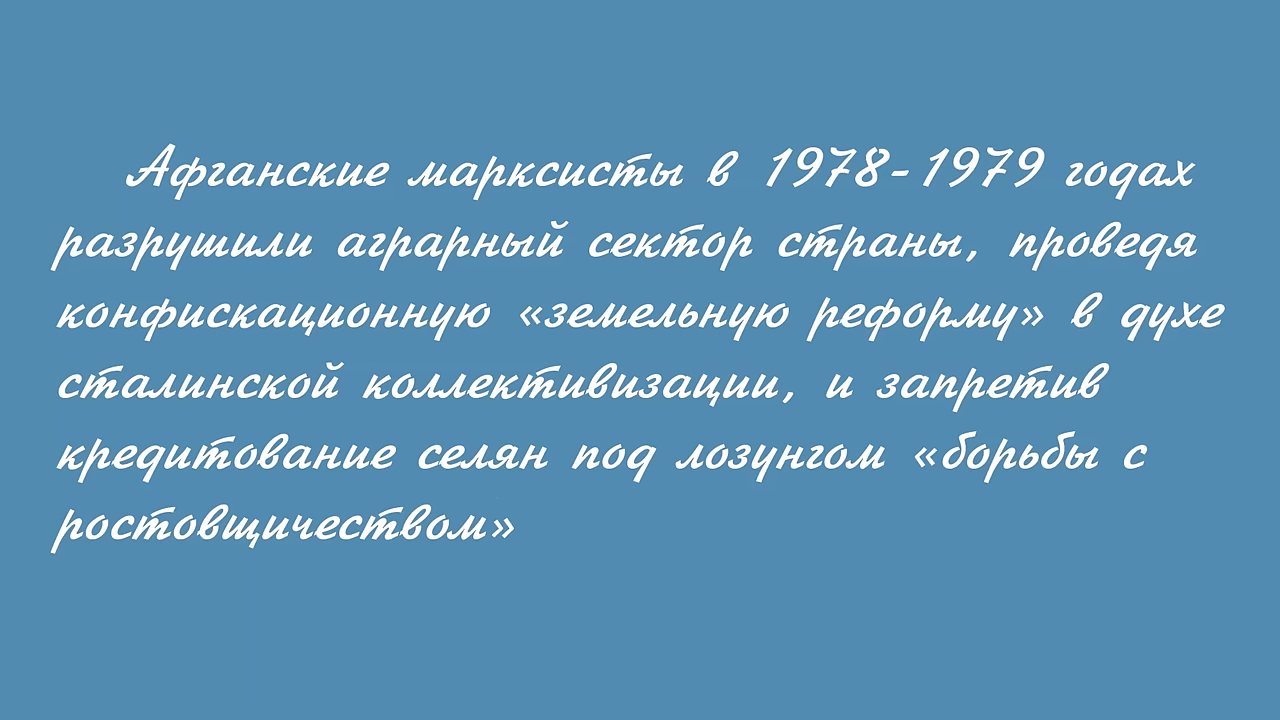 Афганские марксисты в 1978-1979 годах
разрушили аграрный сектор страны, проведя
конфискационную «земельную реформу» в духе
сталинской коллективизации, и запретив
кредитование селян под лозунгом «борьбы с
ростовщичеством»